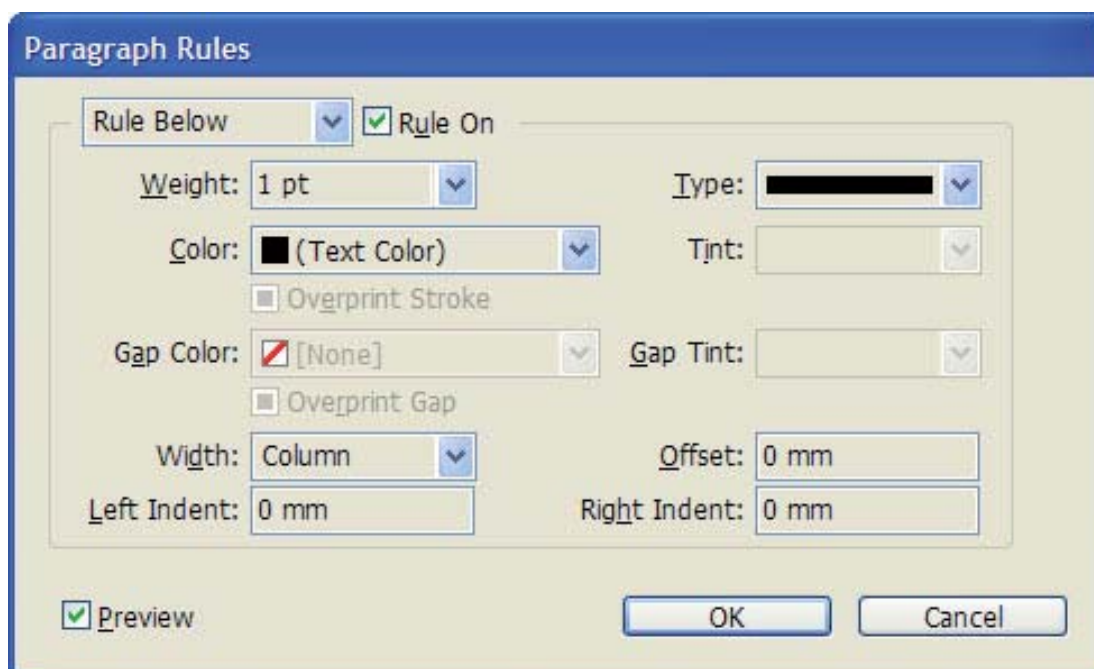 Paragraph Rules
Rule Below Rule On
Weight: 1 pt Type:
Color: (Text Color) Tint:
Overprint Stroke
Gap Color: [None] Gap Tint:
Overprint Gap
Width: Column Offset: 0 mm
Left Indent: 0 mm Right Indent: 0 mm
Preview OK Cancel